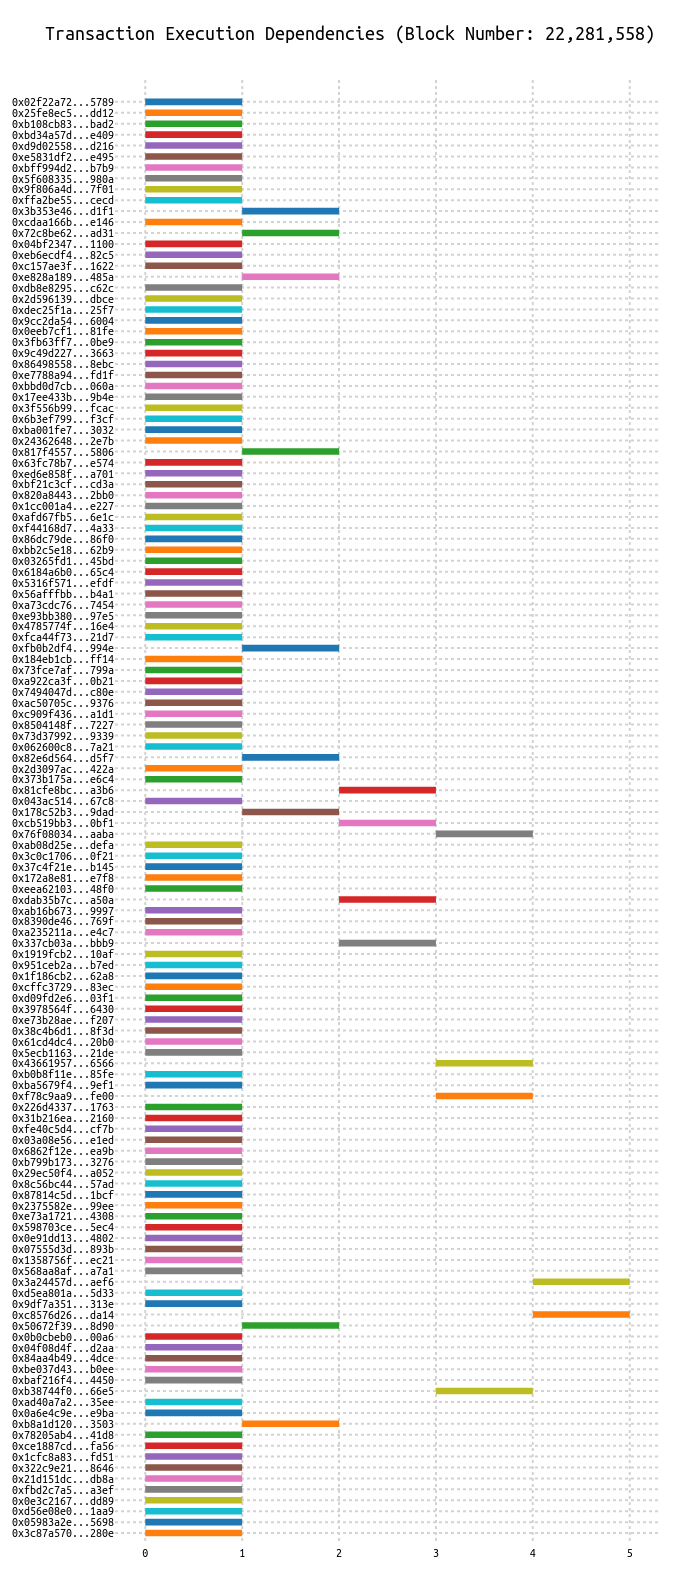 Transaction Execution Dependencies (Block Number: 22,281,558)
0x02f22a72...5789
0x25fe8ec5...dd12
0xb108cb83...bad2
0xbd34a57d...e409
0xd9d02558...d216
0xe5831df2...e495
0xbff994d2...b7b9
0x5f608335...980a
0x9f806a4d...7f01
0xffa2be55...cecd
0x3b353e46...d1f1
0xcdaa166b...e146
0x72c8be62...ad31
0x04bf2347...1100
0xeb6ecdf4...82c5
0xc157ae3f...1622
0xe828a189...485a
0xdb8e8295...c62c
0x2d596139...dbce
0xdec25f1a...25f7
0x9cc2da54...6004
0x0eeb7cf1...81fe
0x3fb63ff7...0be9
0x9c49d227...3663
0x86498558...8ebc
0xe7788a94...fd1f
0xbbd0d7cb...060a
0x17ee433b...9b4e
0x3f556b99...fcac
0x6b3ef799...f3cf
0xba001fe7...3032
0x24362648...2e7b
0x817f4557...5806
0x63fc78b7...e574
0xed6e858f...a701
0xbf21c3cf...cd3a
0x820a8443...2bb0
0x1cc001a4...e227
0xafd67fb5...6e1c
0xf44168d7...4a33
0x86dc79de...86f0
0xbb2c5e18...62b9
0x03265fd1...45bd
0x6184a6b0...65c4
0x5316f571...efdf
0x56afffbb...b4a1
0xa73cdc76...7454
0xe93bb380...97e5
0x4785774f...16e4
0xfca44f73...21d7
0xfb0b2df4...994e
0x184eb1cb...ff14
0x73fce7af...799a
0xa922ca3f...0b21
0x7494047d...c80e
0xac50705c...9376
0xc909f436...a1d1
0x8504148f...7227
0x73d37992...9339
0x062600c8...7a21
0x82e6d564...d5f7
0x2d3097ac...422a
0x373b175a...e6c4
0x81cfe8bc...a3b6
0x043ac514...67c8
0x178c52b3...9dad
0xcb519bb3...0bf1
0x76f08034...aaba
0xab08d25e...defa
0x3c0c1706...0f21
0x37c4f21e...b145
0x172a8e81...e7f8
0xeea62103...48f0
0xdab35b7c...a50a
0xab16b673...9997
0x8390de46...769f
0xa235211a...e4c7
0x337cb03a...bbb9
0x1919fcb2...10af
0x951ceb2a...b7ed
0x1f186cb2...62a8
0xcffc3729...83ec
0xd09fd2e6...03f1
0x3978564f...6430
0xe73b28ae...f207
0x38c4b6d1...8f3d
0x61cd4dc4...20b0
0x5ecb1163...21de
0x43661957...6566
0xb0b8f11e...85fe
0xba5679f4...9ef1
0xf78c9aa9...fe00
0x226d4337...1763
0x31b216ea...2160
0xfe40c5d4...cf7b
0x03a08e56...e1ed
0x6862f12e...ea9b
0xb799b173...3276
0x29ec50f4...a052
0x8c56bc44...57ad
0x87814c5d...1bcf
0x2375582e...99ee
0xe73a1721...4308
0x598703ce...5ec4
0x0e91dd13...4802
0x07555d3d...893b
0x1358756f...ec21
0x568aa8af...a7a1
0x3a24457d...aef6
0xd5ea801a...5d33
0x9df7a351...313e
0xc8576d26...da14
0x50672f39...8d90
0x0b0cbeb0...00a6
0x04f08d4f...d2aa
0x84aa4b49...4dce
0xbe037d43...b0ee
0xbaf216f4...4450
0xb38744f0...66e5
0xad40a7a2...35ee
0x0a6e4c9e...e9ba
0xb8a1d120...3503
0x78205ab4...41d8
0xce1887cd...fa56
0x1cfc8a83...fd51
0x322c9e21...8646
0x21d151dc...db8a
0xfbd2c7a5...a3ef
0x0e3c2167...dd89
0xd56e08e0...1aa9
0x05983a2e...5698
0x3c87a570...280e
0 1 2 3 4 5